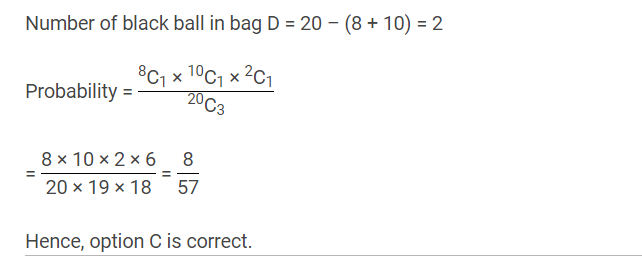 Number of black ball in bag D = 20 − (8 + 10) = 2
Probability = ⁸C₁ × ¹⁰C₁ × ²C₁ / ²⁰C₃
= 8 × 10 × 2 × 6 / 20 × 19 × 18 = 8 / 57
Hence, option C is correct.